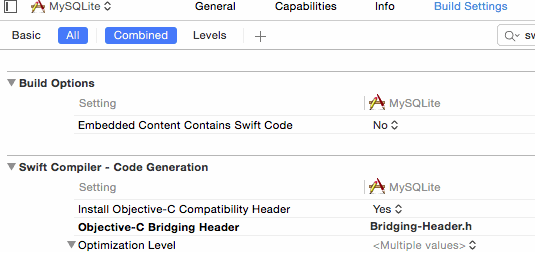 MySQLite General Capabilities Info Build Settings
Basic All Combined Levels + sw
Build Options
Setting MySQLite
Embedded Content Contains Swift Code No
Swift Compiler - Code Generation
Setting MySQLite
Install Objective-C Compatibility Header Yes
Objective-C Bridging Header Bridging-Header.h
Optimization Level <Multiple values>